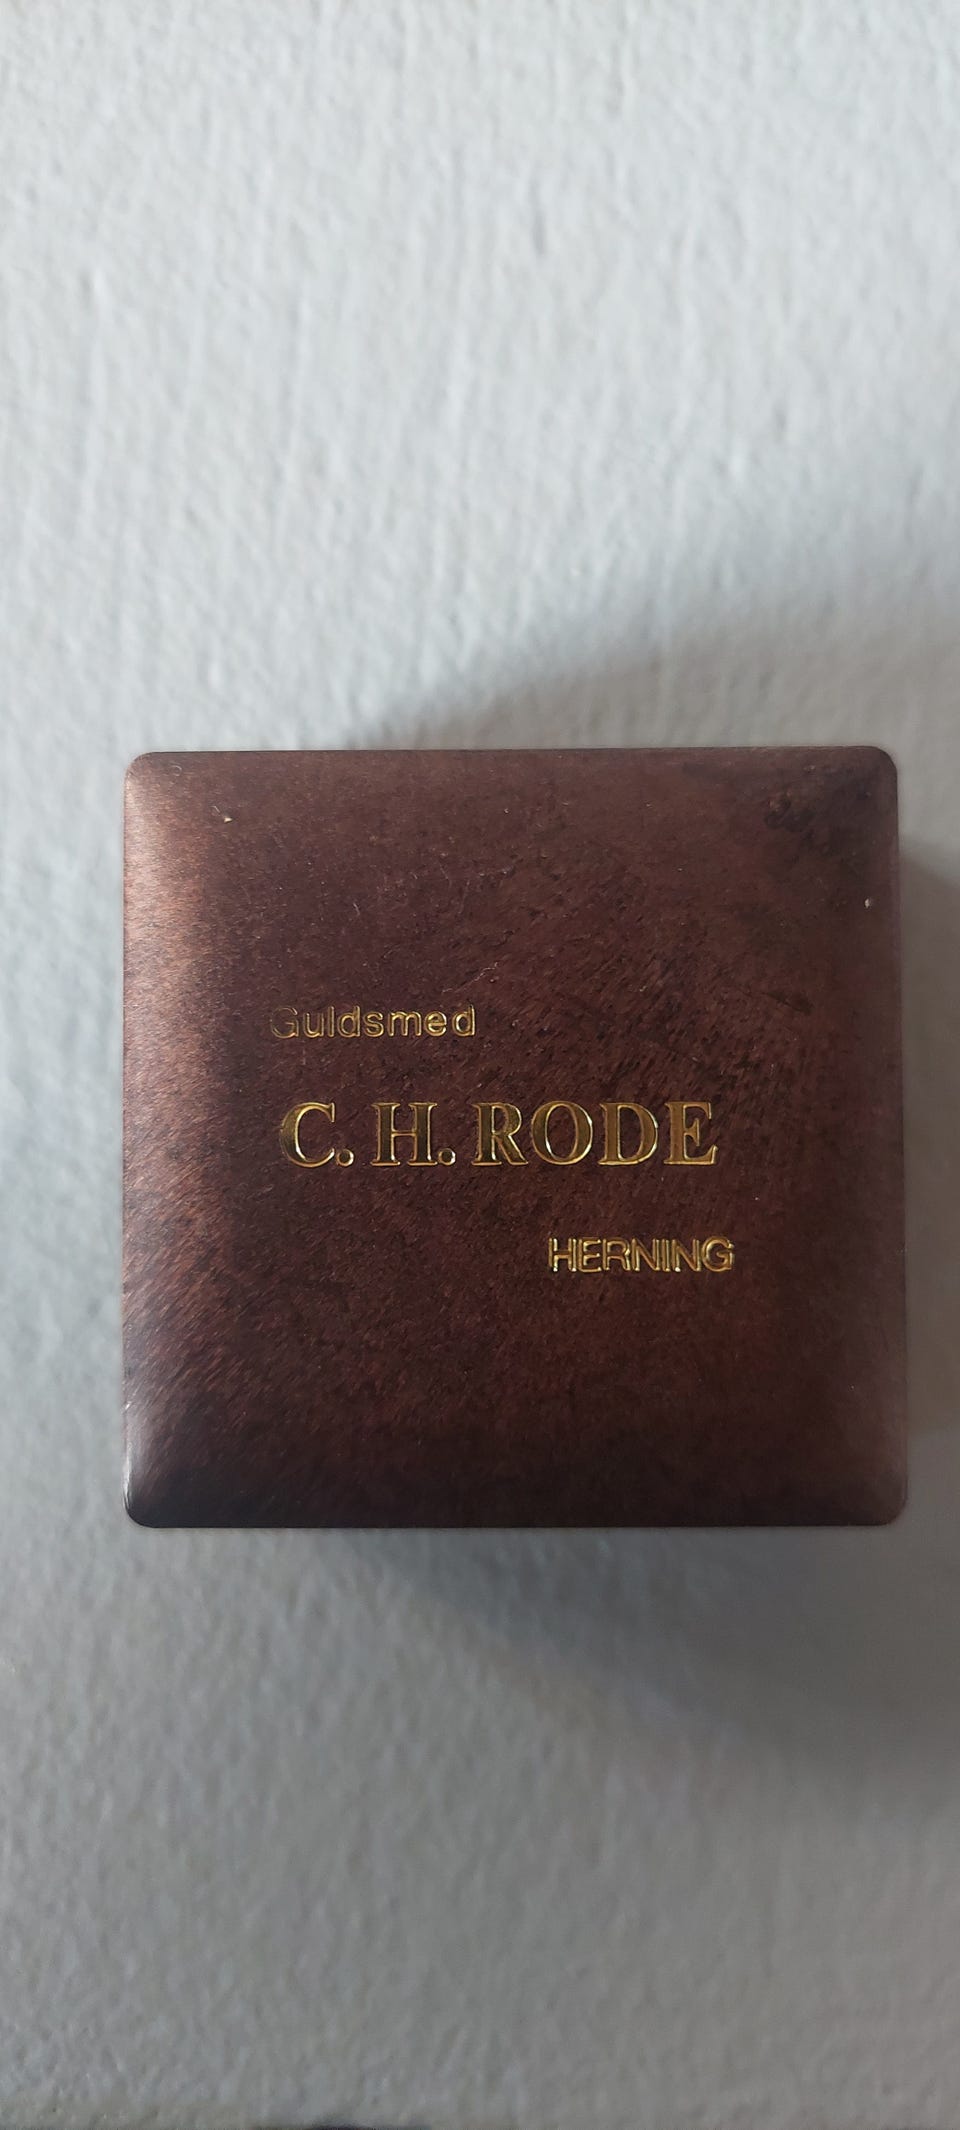 Guldsmed
C. H. RODE
HERNING